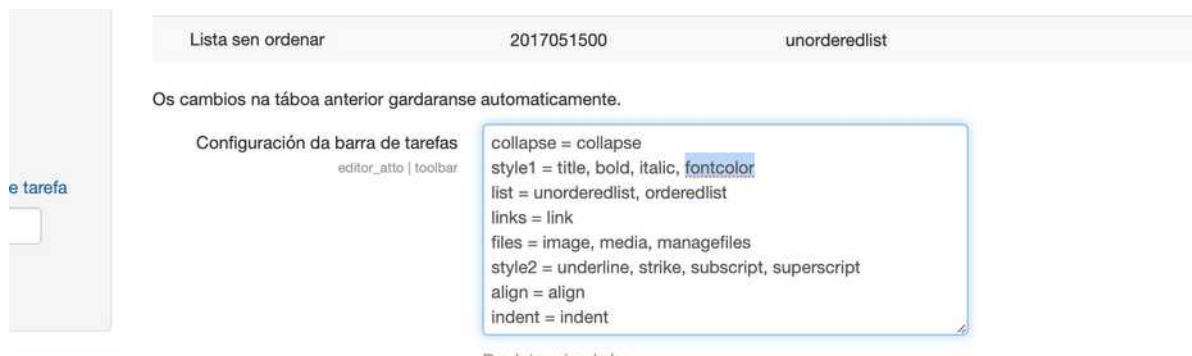 Lista sen ordenar 2017051500 unorderedlist
Os cambios na táboa anterior gardaranse automaticamente.
Configuración da barra de tarefas
editor_atto | toolbar
collapse = collapse
style1 = title, bold, italic, fontcolor
list = unorderedlist, orderedlist
links = link
files = image, media, managefiles
style2 = underline, strike, subscript, superscript
align = align
indent = indent
e tarefa